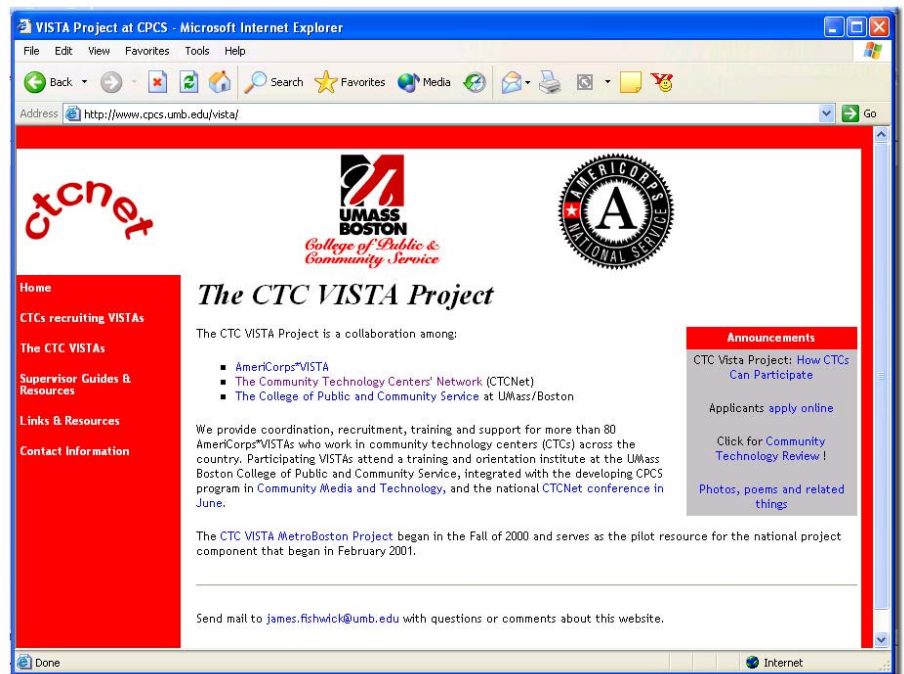 VISTA Project at CPCS - Microsoft Internet Explorer
File Edit View Favorites Tools Help
Back Search Favorites Media
Address http://www.cpcs.umb.edu/vista/ Go
ctcnet
UMASS
BOSTON
College of Public &
Community Service
AMERICORPS
A
NATIONAL SERVICE
Home
CTCs recruiting VISTAs
The CTC VISTAs
Supervisor Guides &
Resources
Links & Resources
Contact Information
The CTC VISTA Project
The CTC VISTA Project is a collaboration among:
AmeriCorps*VISTA
The Community Technology Centers' Network (CTCNet)
The College of Public and Community Service at UMass/Boston
We provide coordination, recruitment, training and support for more than 80
AmeriCorps*VISTAs who work in community technology centers (CTCs) across the
country. Participating VISTAs attend a training and orientation institute at the UMass
Boston College of Public and Community Service, integrated with the developing CPCS
program in Community Media and Technology, and the national CTCNet conference in
June.
Announcements
CTC Vista Project: How CTCs
Can Participate
Applicants apply online
Click for Community
Technology Review !
Photos, poems and related
things
The CTC VISTA MetroBoston Project began in the Fall of 2000 and serves as the pilot resource for the national project
component that began in February 2001.
Send mail to james.fishwick@umb.edu with questions or comments about this website.
Done Internet